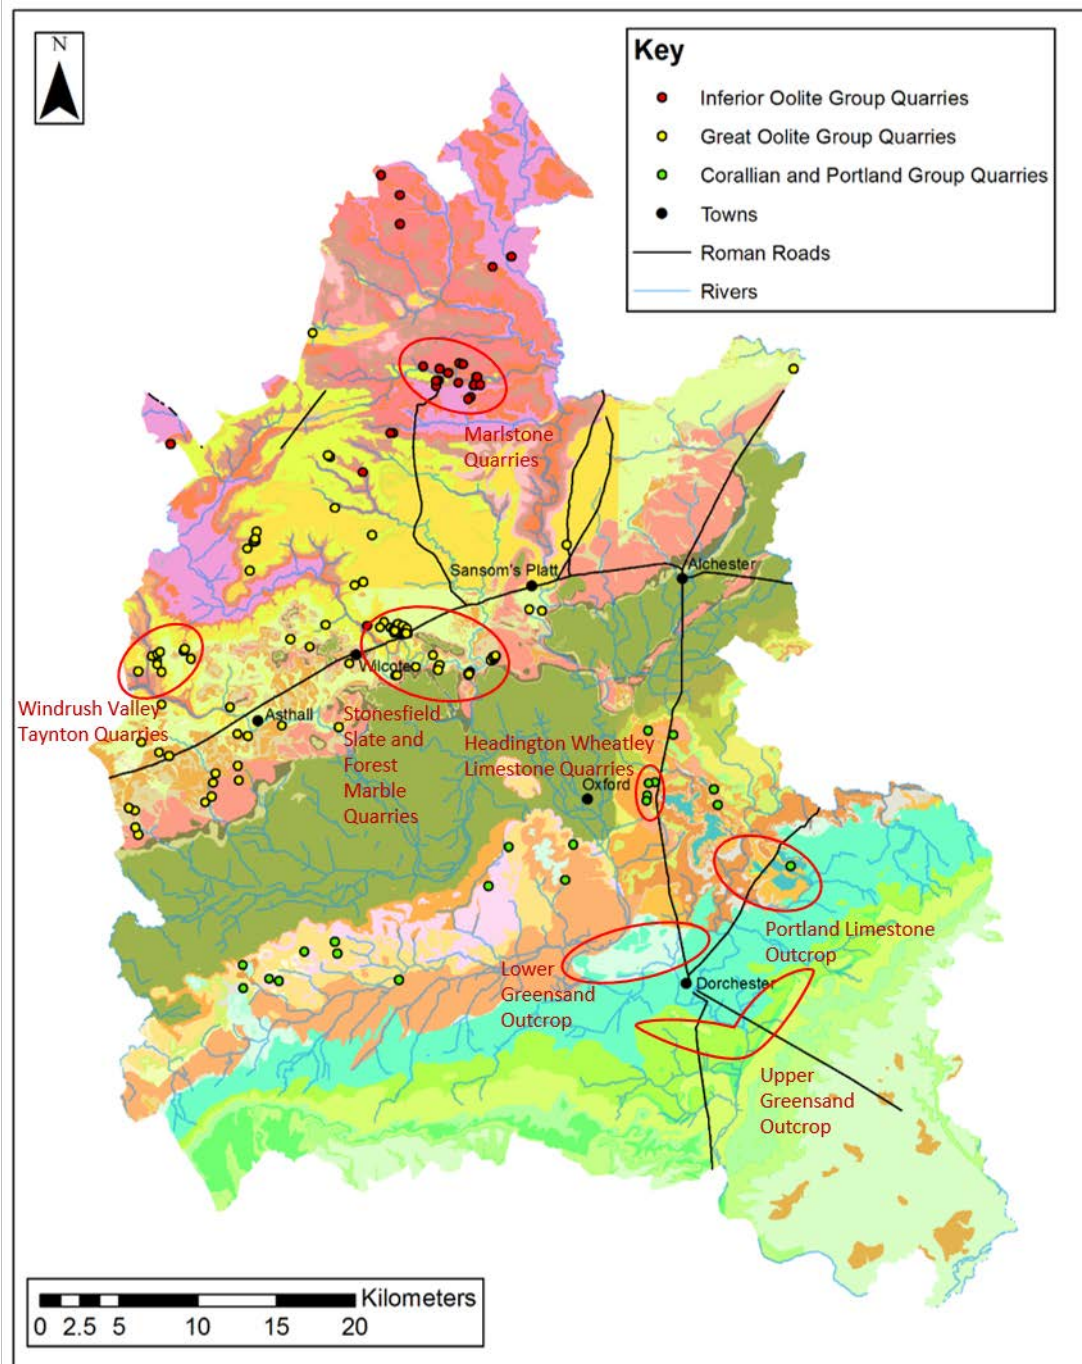 N
Key
Inferior Oolite Group Quarries
Great Oolite Group Quarries
Corallian and Portland Group Quarries
Towns
Roman Roads
Rivers
Marlstone
Quarries
Sansom's Platt
Alchester
Wilcote
Windrush Valley
Taynton Quarries
Asthall
Stonesfield
Slate and
Forest
Marble
Quarries
Headington Wheatley
Limestone Quarries
Oxford
Portland Limestone
Outcrop
Lower
Greensand
Outcrop
Dorchester
Upper
Greensand
Outcrop
Kilometers
0 2.5 5 10 15 20